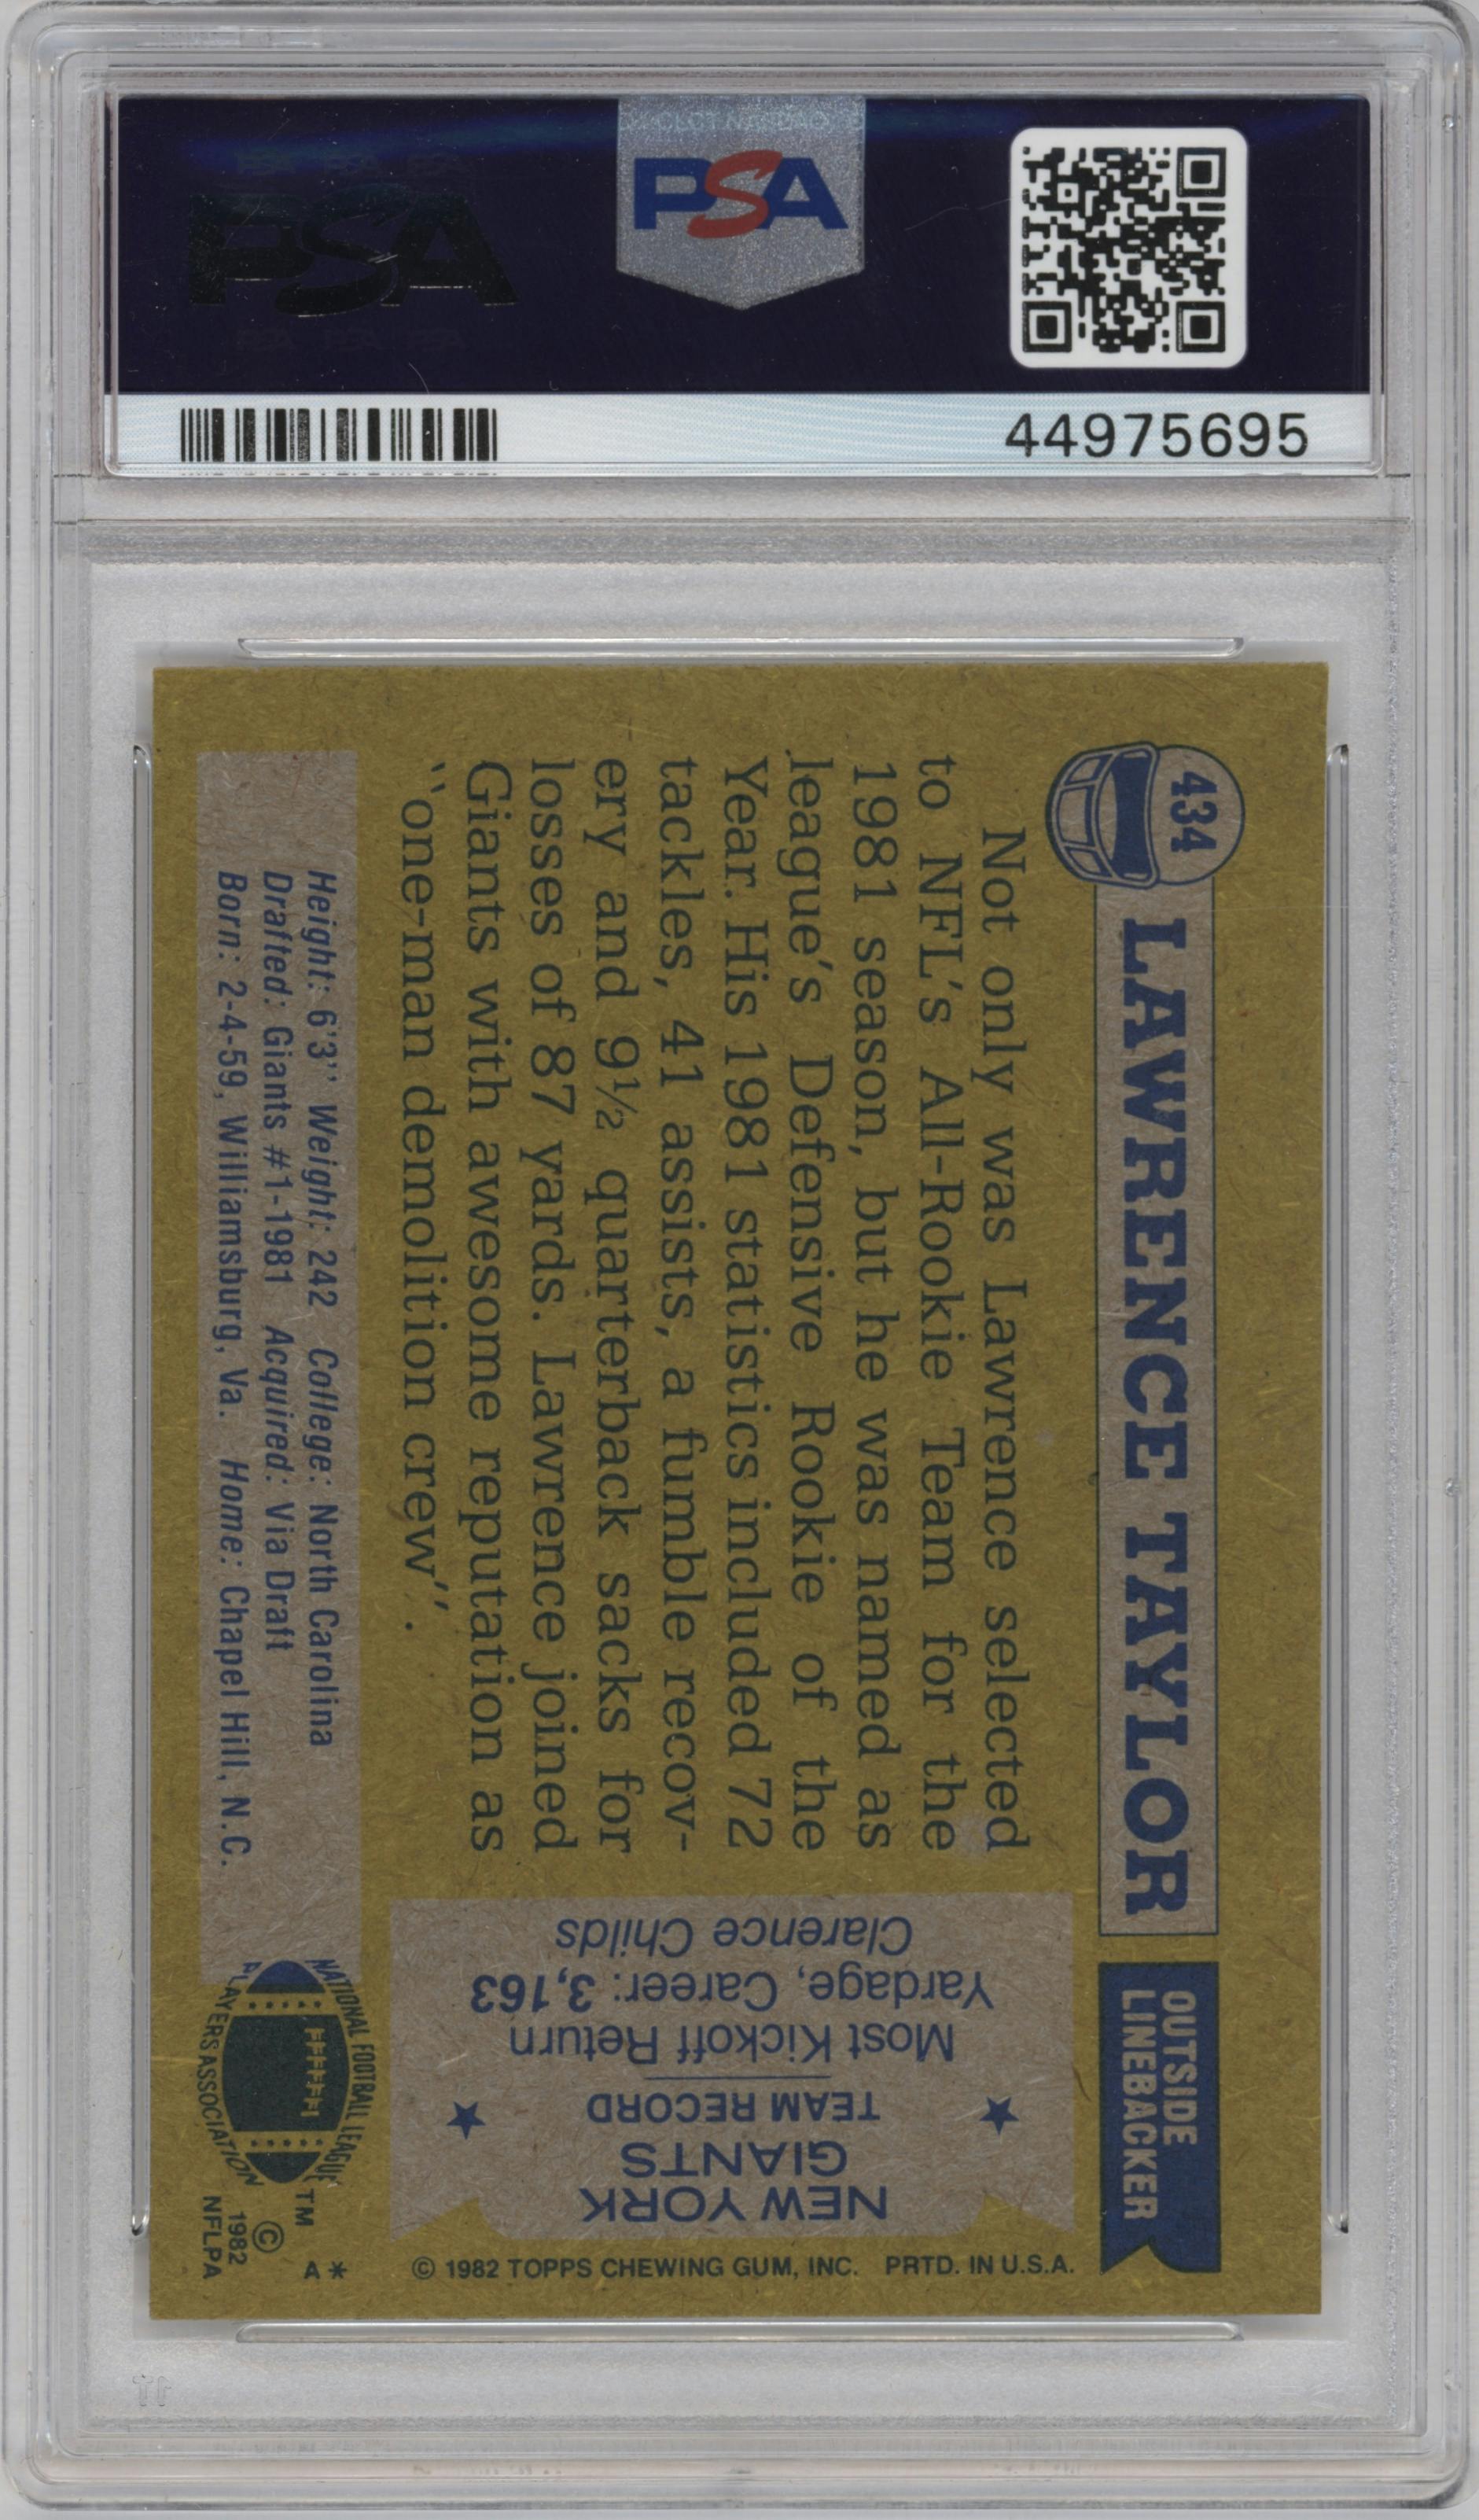 PSA
PSA
44975695
434
LAWRENCE TAYLOR
OUTSIDE
LINEBACKER
Not only was Lawrence selected
to NFL's All-Rookie Team for the
1981 season, but he was named as
league's Defensive Rookie of the
Year. His 1981 statistics included 72
tackles, 41 assists, a fumble recov-
ery and 9½ quarterback sacks for
losses of 87 yards. Lawrence joined
Giants with awesome reputation as
"one-man demolition crew".
Height: 6'3" Weight: 242 College: North Carolina
Drafted: Giants #1-1981 Acquired: Via Draft
Born: 2-4-59, Williamsburg, Va. Home: Chapel Hill, N.C.
NEW YORK
GIANTS
TEAM RECORD
Most Kickoff Return
Yardage, Career: 3,163
Clarence Childs
NATIONAL FOOTBALL LEAGUE
PLAYERS ASSOCIATION
TM
©
1982
NFLPA
A*
© 1982 TOPPS CHEWING GUM, INC. PRTD. IN U.S.A.